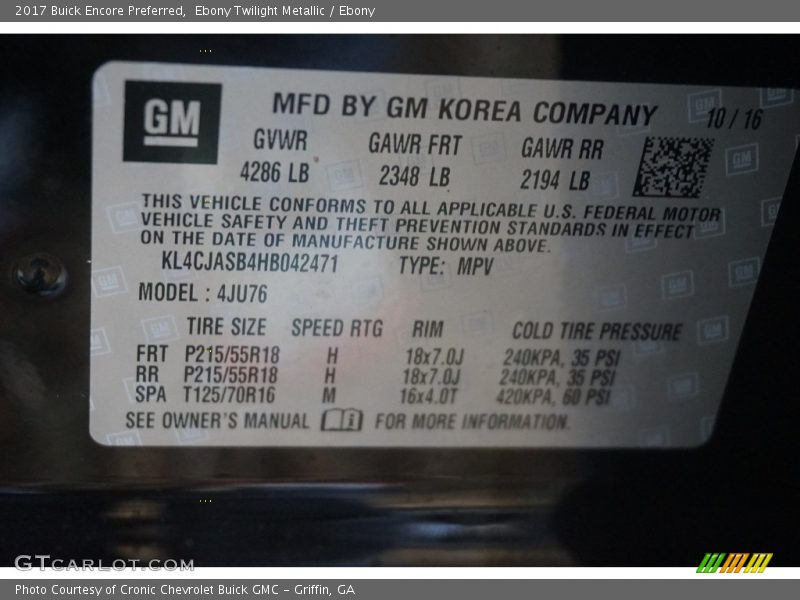 2017 Buick Encore Preferred, Ebony Twilight Metallic / Ebony
GM
MFD BY GM KOREA COMPANY 10 / 16
GVWR GAWR FRT GAWR RR
4286 LB 2348 LB 2194 LB
THIS VEHICLE CONFORMS TO ALL APPLICABLE U.S. FEDERAL MOTOR
VEHICLE SAFETY AND THEFT PREVENTION STANDARDS IN EFFECT
ON THE DATE OF MANUFACTURE SHOWN ABOVE.
KL4CJASB4HB042471 TYPE: MPV
MODEL : 4JU76
TIRE SIZE SPEED RTG RIM COLD TIRE PRESSURE
FRT P215/55R18 H 18x7.0J 240KPA, 35 PSI
RR P215/55R18 H 18x7.0J 240KPA, 35 PSI
SPA T125/70R16 M 16x4.0T 420KPA, 60 PSI
SEE OWNER'S MANUAL i FOR MORE INFORMATION.
GTCARLOT.COM
Photo Courtesy of Cronic Chevrolet Buick GMC - Griffin, GA